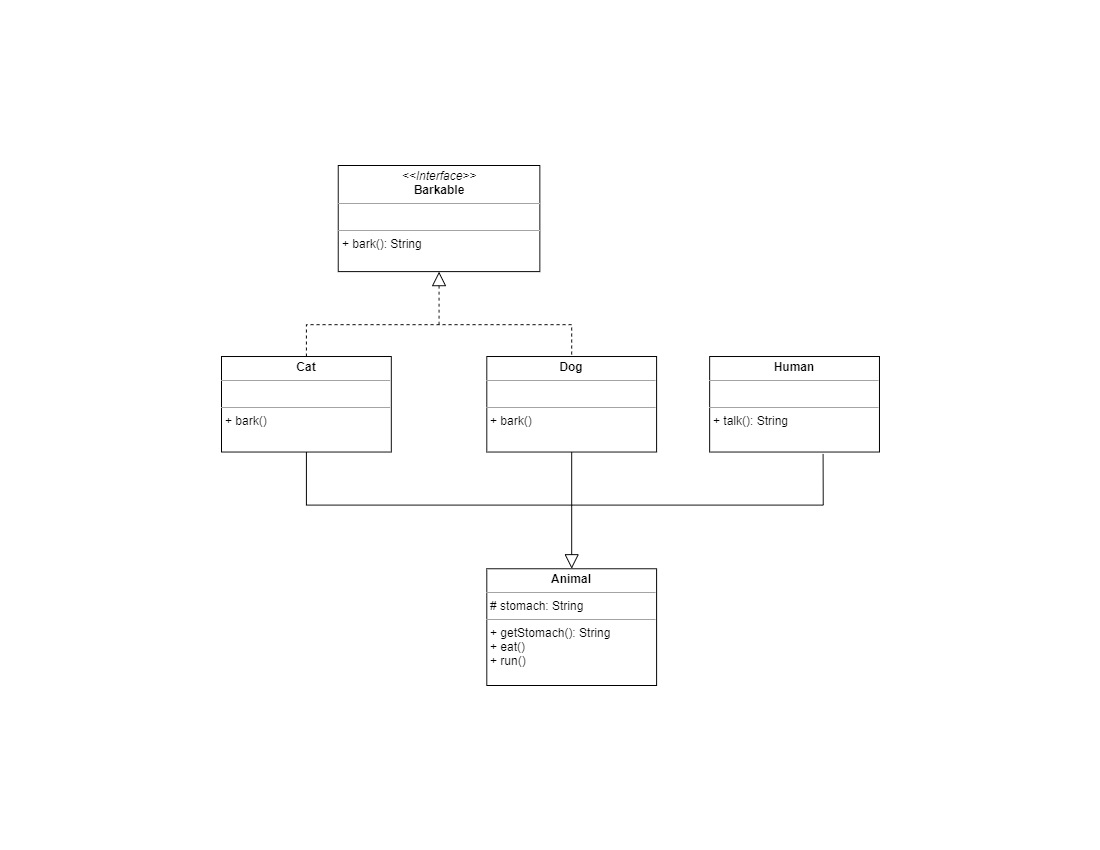 <<Interface>>
Barkable
+ bark(): String
Cat
+ bark()
Dog
+ bark()
Human
+ talk(): String
Animal
# stomach: String
+ getStomach(): String
+ eat()
+ run()